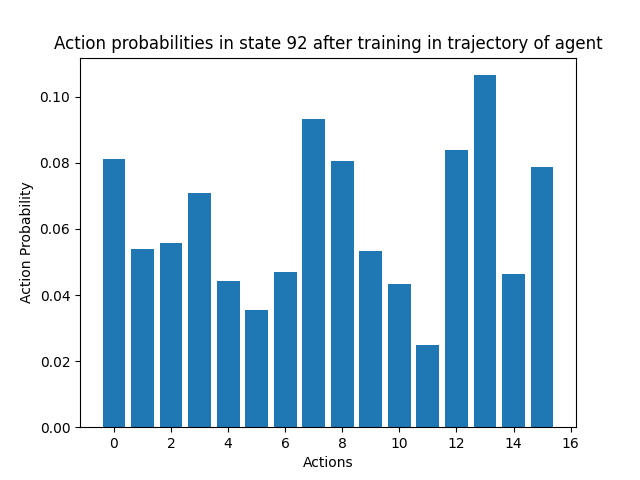 Action probabilities in state 92 after training in trajectory of agent
0.10
0.08
0.06
0.04
0.02
0.00
Action Probability
0 2 4 6 8 10 12 14 16
Actions